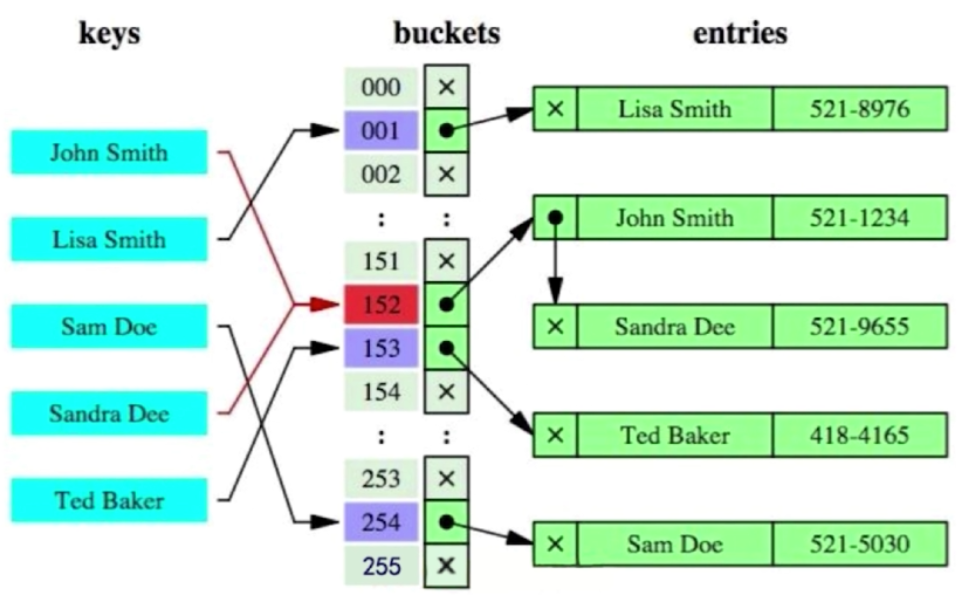 keys
buckets
entries
John Smith
Lisa Smith
Sam Doe
Sandra Dee
Ted Baker
000 ×
001
002 ×
: :
151 ×
152
153
154 ×
: :
253 ×
254
255 ×
× Lisa Smith 521-8976
John Smith 521-1234
× Sandra Dee 521-9655
× Ted Baker 418-4165
× Sam Doe 521-5030